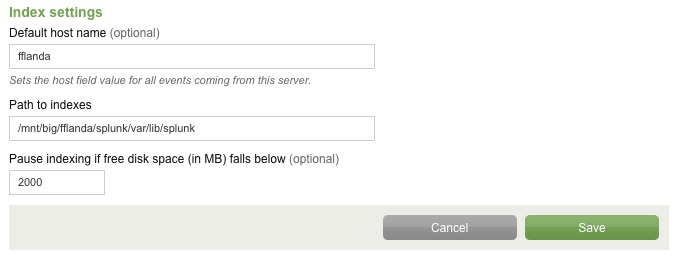 Index settings
Default host name (optional)
fflanda
Sets the host field value for all events coming from this server.
Path to indexes
/mnt/big/fflanda/splunk/var/lib/splunk
Pause indexing if free disk space (in MB) falls below (optional)
2000
Cancel Save